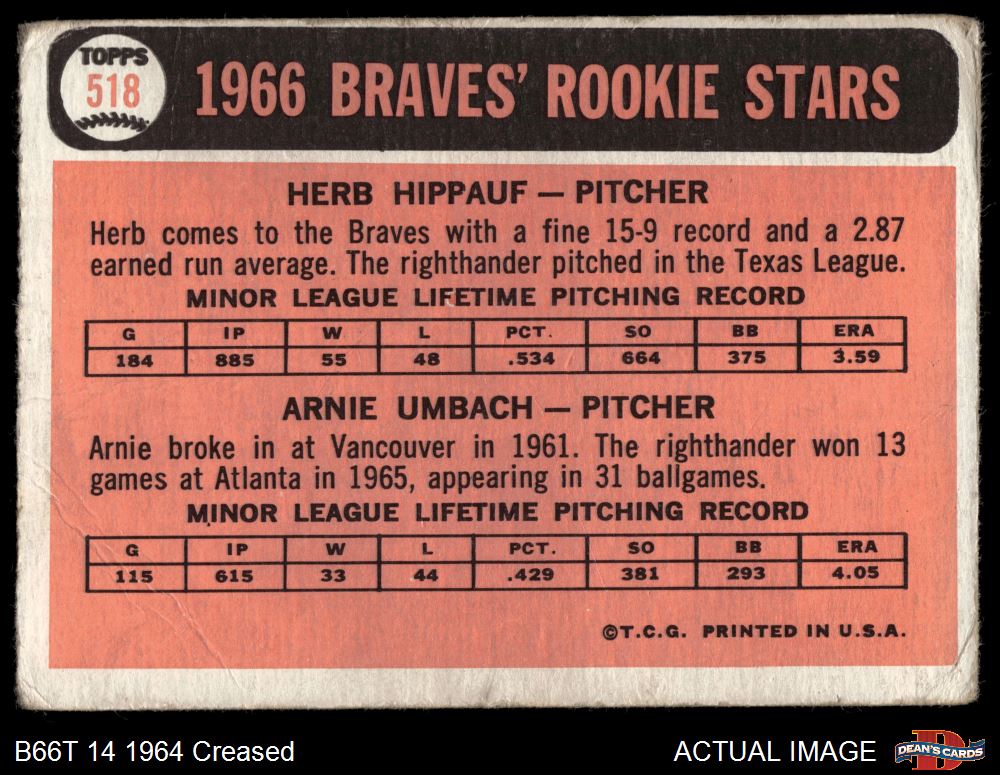 TOPPS
518
1966 BRAVES' ROOKIE STARS
HERB HIPPAUF — PITCHER
Herb comes to the Braves with a fine 15-9 record and a 2.87
earned run average. The righthander pitched in the Texas League.
MINOR LEAGUE LIFETIME PITCHING RECORD
G IP W L PCT. SO BB ERA
184 885 55 48 .534 664 375 3.59
ARNIE UMBACH — PITCHER
Arnie broke in at Vancouver in 1961. The righthander won 13
games at Atlanta in 1965, appearing in 31 ballgames.
MINOR LEAGUE LIFETIME PITCHING RECORD
G IP W L PCT. SO BB ERA
115 615 33 44 .429 381 293 4.05
©T.C.G. PRINTED IN U.S.A.
B66T 14 1964 Creased
ACTUAL IMAGE
D
DEAN'S CARDS